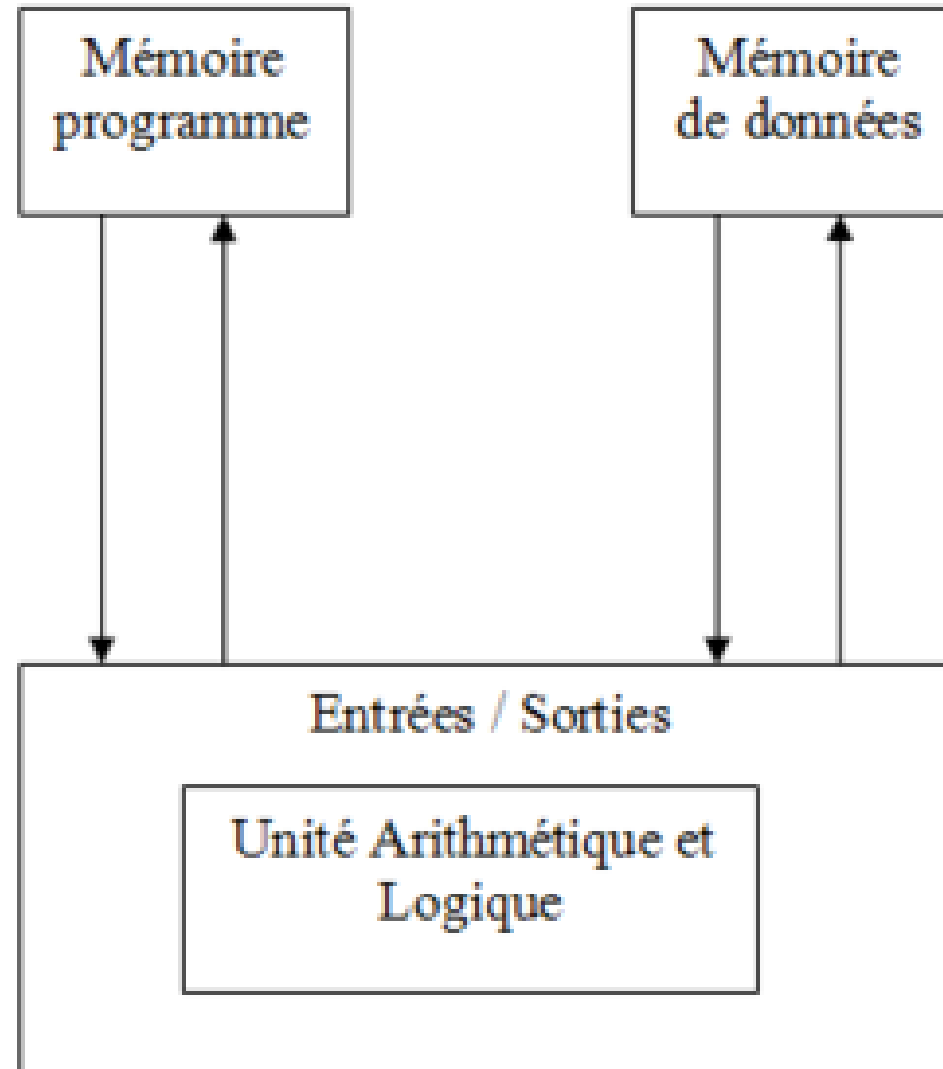 Mémoire
programme
Mémoire
de données
Entrées / Sorties
Unité Arithmétique et
Logique